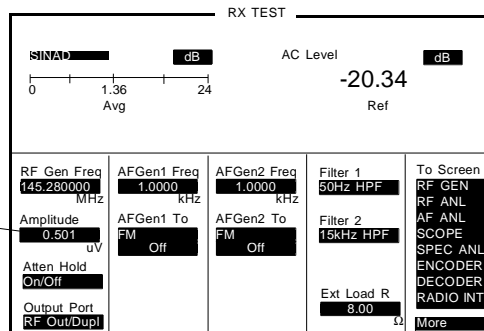 RX TEST
SINAD dB AC Level dB
0 1.36 24 -20.34
Avg Ref
RF Gen Freq AFGen1 Freq AFGen2 Freq Filter 1 To Screen
145.280000 1.0000 1.0000 50Hz HPF RF GEN
MHz kHz kHz RF ANL
Amplitude AFGen1 To AFGen2 To Filter 2 AF ANL
0.501 FM FM 15kHz HPF SCOPE
uV Off Off SPEC ANL
Atten Hold ENCODER
On/Off DECODER
Output Port Ext Load R RADIO INT
RF Out/Dupl 8.00 Ω More